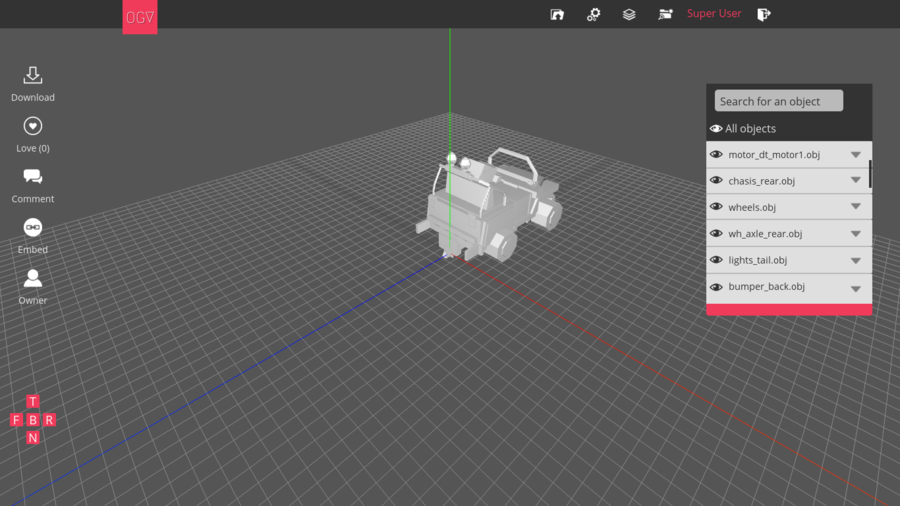 OGV
Super User
Download
Love (0)
Comment
Embed
Owner
Search for an object
All objects
motor_dt_motor1.obj
chasis_rear.obj
wheels.obj
wh_axle_rear.obj
lights_tail.obj
bumper_back.obj
T
F B R
N